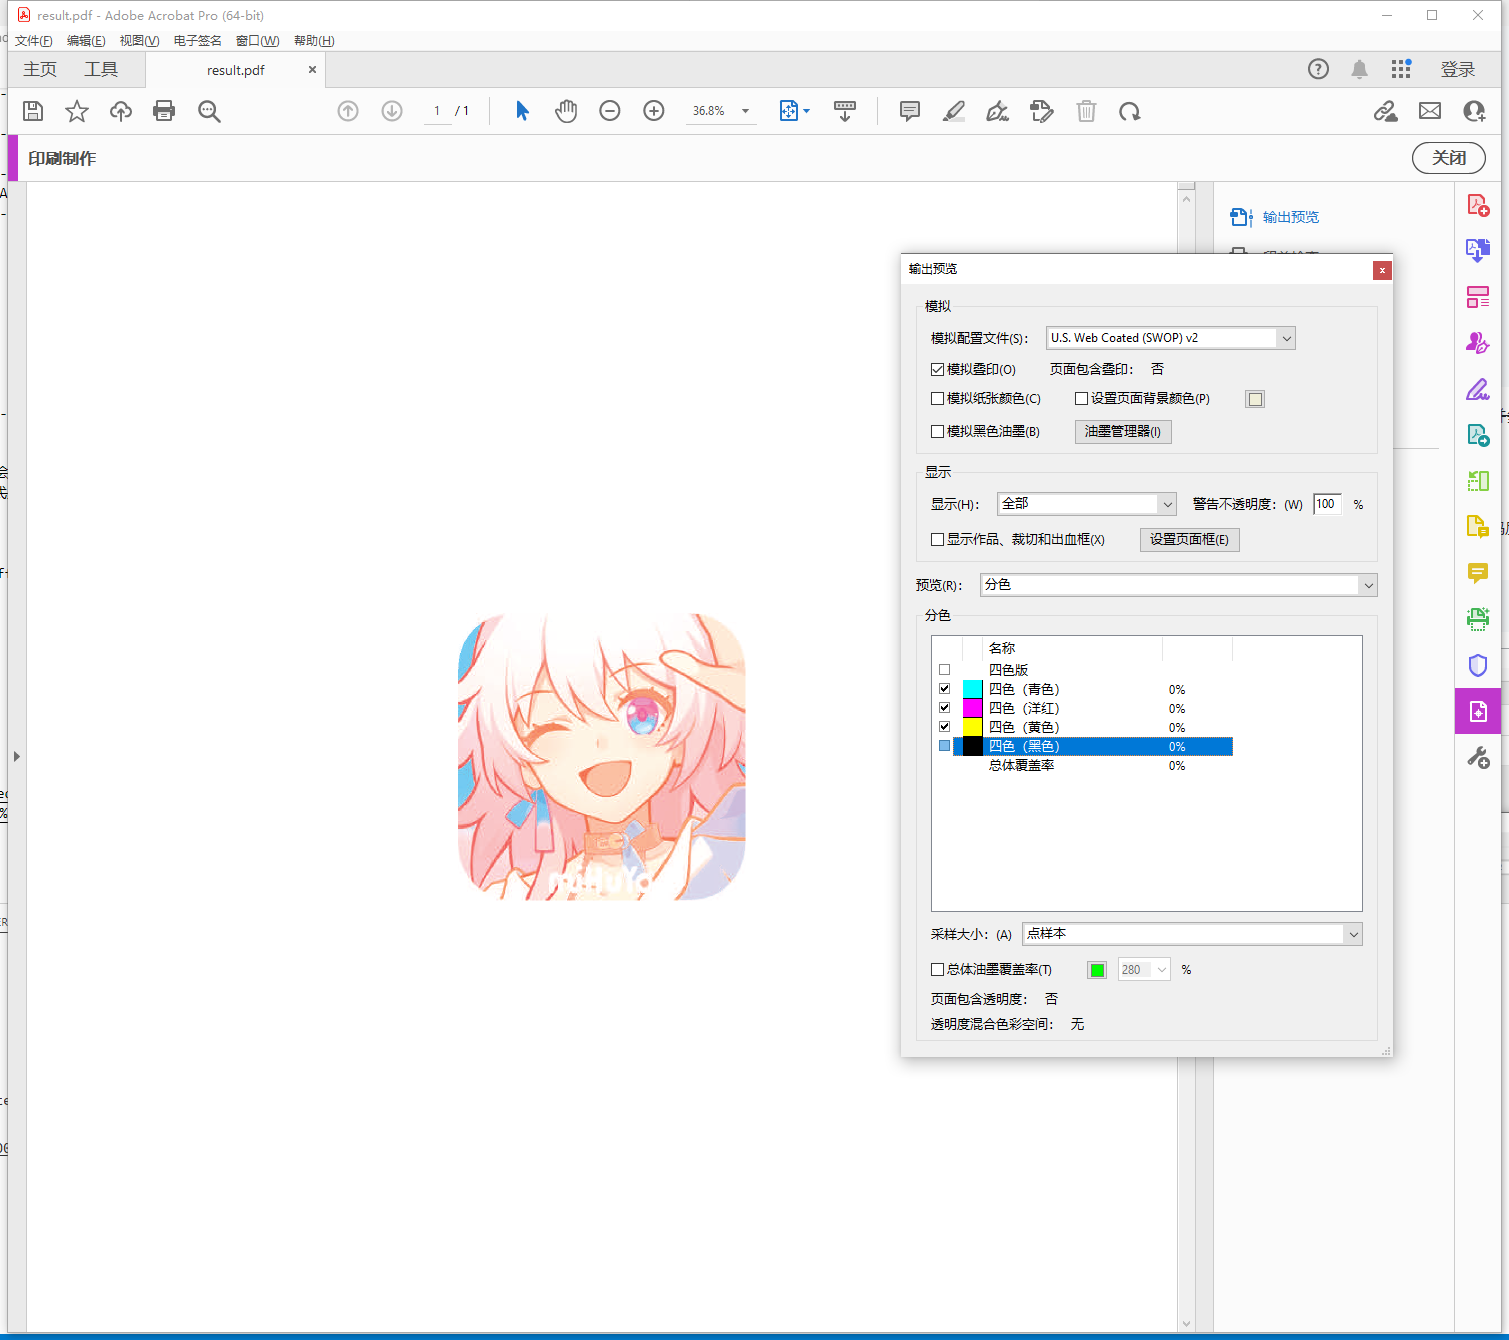 result.pdf - Adobe Acrobat Pro (64-bit)
文件(F) 编辑(E) 视图(V) 电子签名 窗口(W) 帮助(H)
主页 工具 result.pdf × 登录
1 / 1 36.8%
印刷制作 关闭
输出预览
输出预览 x
模拟
模拟配置文件(S)： U.S. Web Coated (SWOP) v2
模拟叠印(O) 页面包含叠印： 否
模拟纸张颜色(C) 设置页面背景颜色(P)
模拟黑色油墨(B) 油墨管理器(I)
显示
显示(H)： 全部 警告不透明度：(W) 100 %
显示作品、裁切和出血框(X) 设置页面框(E)
预览(R)： 分色
分色
名称
四色版
四色（青色） 0%
四色（洋红） 0%
四色（黄色） 0%
四色（黑色） 0%
总体覆盖率 0%
采样大小：(A) 点样本
总体油墨覆盖率(T) 280 %
页面包含透明度： 否
透明度混合色彩空间： 无
miHoYo